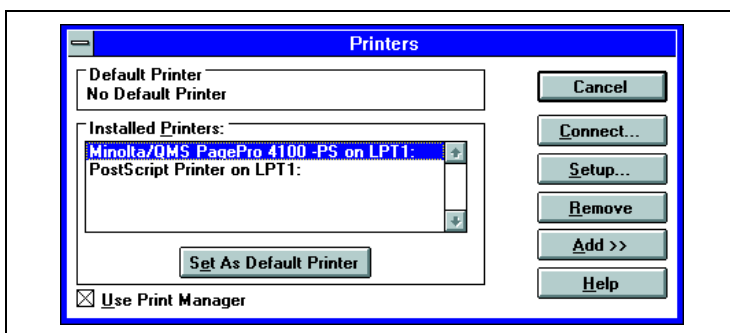 Printers
Default Printer
No Default Printer
Installed Printers:
Minolta/QMS PagePro 4100 -PS on LPT1:
PostScript Printer on LPT1:
Set As Default Printer
Use Print Manager
Cancel
Connect...
Setup...
Remove
Add >>
Help